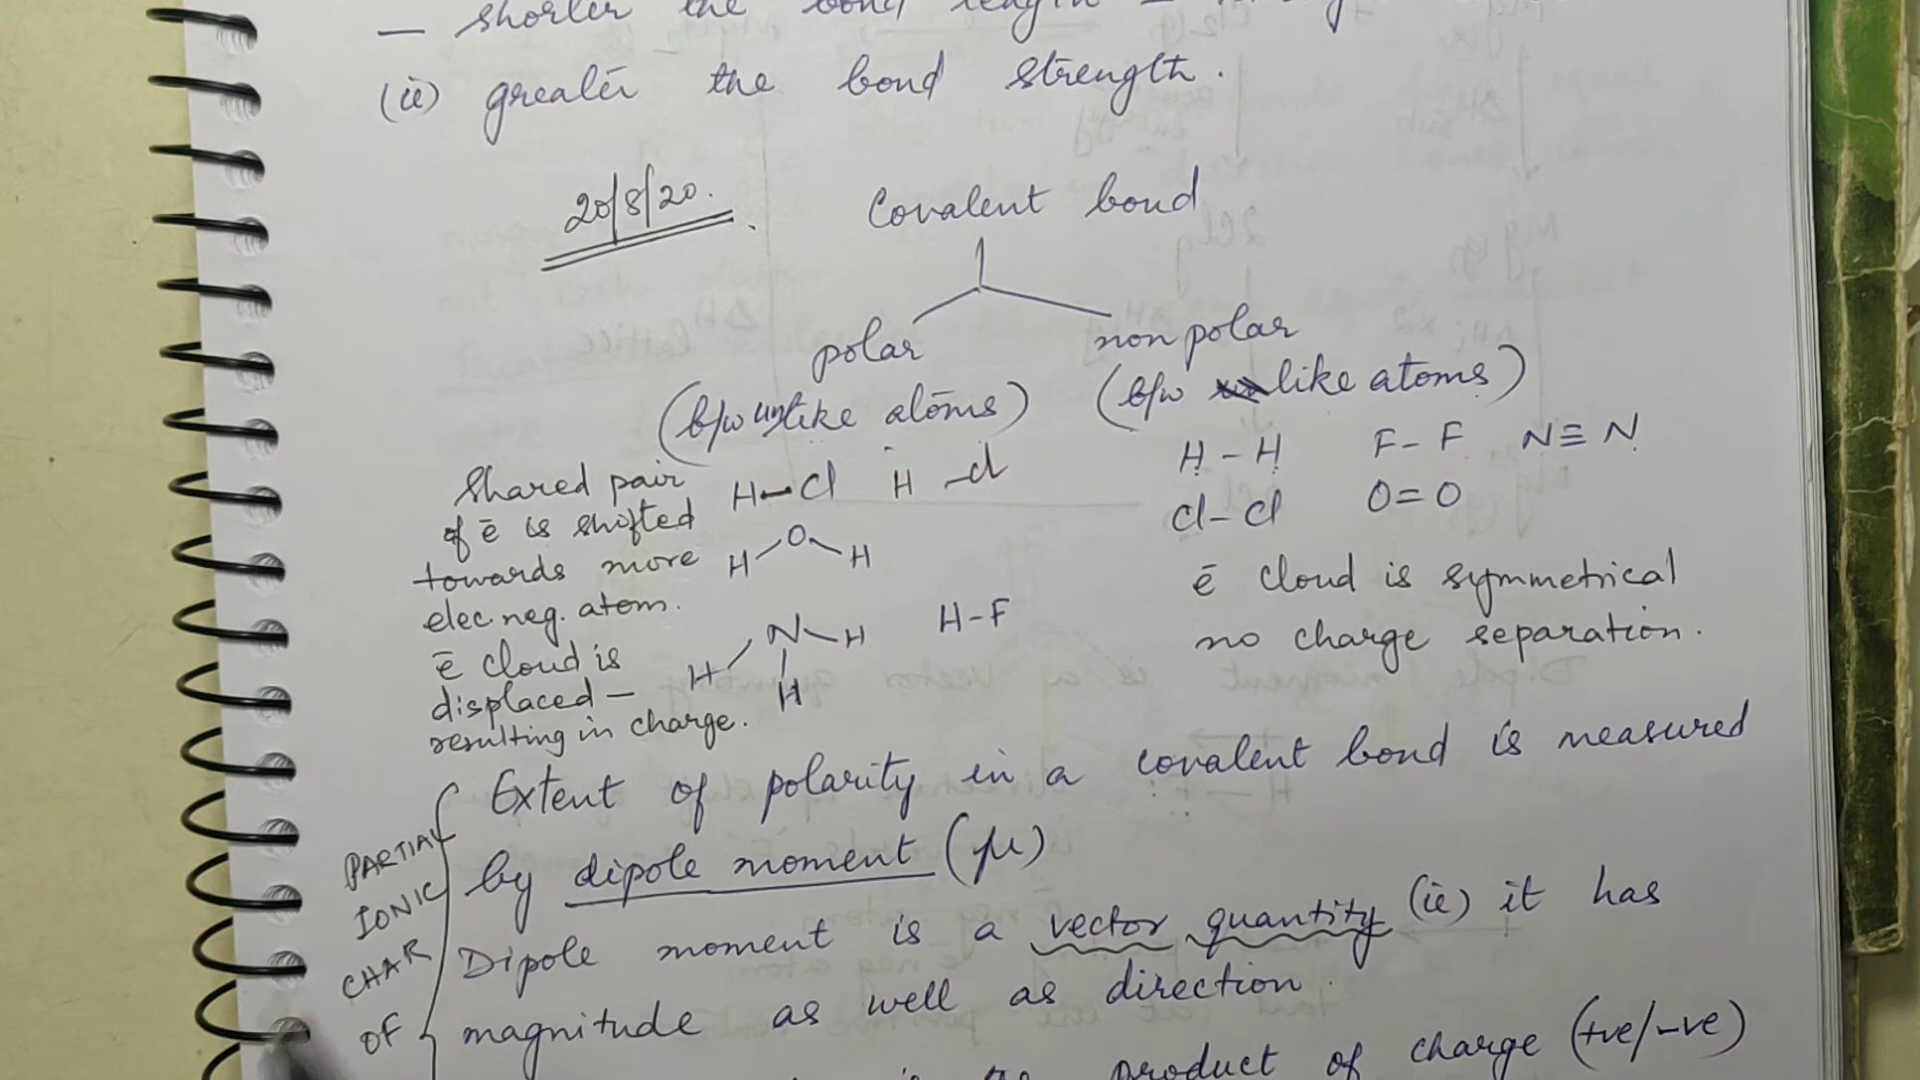 — shorter the bond length –
(ie) greater the bond strength.
20/8/20.
Covalent bond
polar non polar
(b/w unlike atoms) (b/w like atoms)
H-H F-F N≡N
Cl-Cl O=O
Shared pair
of ē is shifted
towards more
elec neg. atom.
ē cloud is
displaced –
resulting in charge.
H-Cl H-Cl
H O H
H N H
H
H-F
ē cloud is symmetrical
no charge separation.
Extent of polarity in a covalent bond is measured
by dipole moment (μ)
Dipole moment is a vector quantity (ie) it has
magnitude as well as direction.
product of charge (+ve/-ve)
PARTIAL
IONIC
CHAR
OF